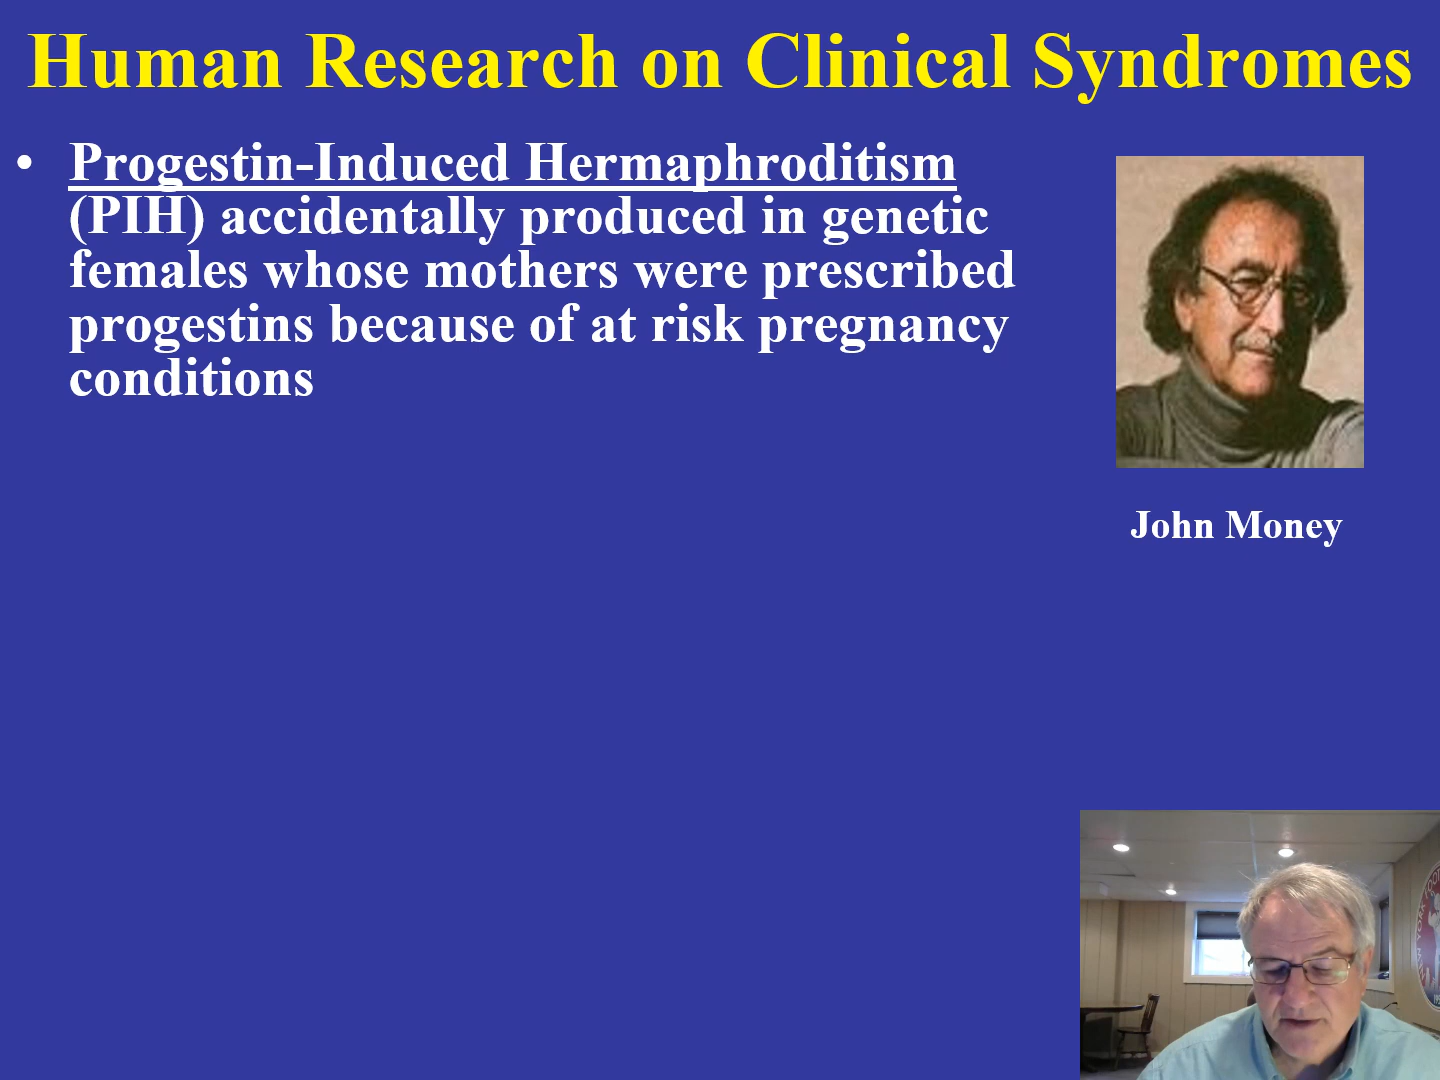 Human Research on Clinical Syndromes
• Progestin-Induced Hermaphroditism
(PIH) accidentally produced in genetic
females whose mothers were prescribed
progestins because of at risk pregnancy
conditions
John Money
YORK